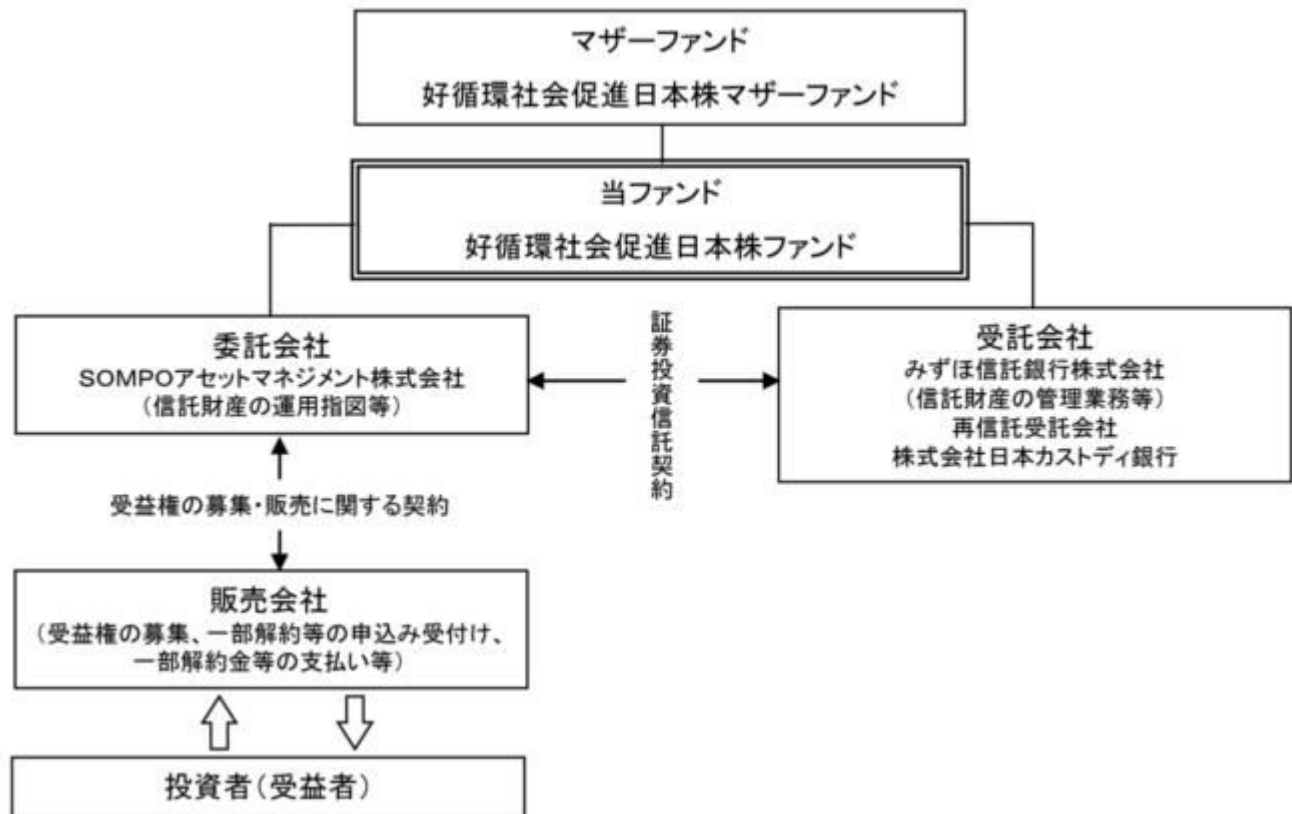 マザーファンド
好循環社会促進日本株マザーファンド
当ファンド
好循環社会促進日本株ファンド
委託会社
SOMPOアセットマネジメント株式会社
(信託財産の運用指図等)
証券投資信託契約
受託会社
みずほ信託銀行株式会社
(信託財産の管理業務等)
再信託受託会社
株式会社日本カストディ銀行
受益権の募集・販売に関する契約
販売会社
(受益権の募集、一部解約等の申込み受付け、
一部解約金等の支払い等)
投資者(受益者)